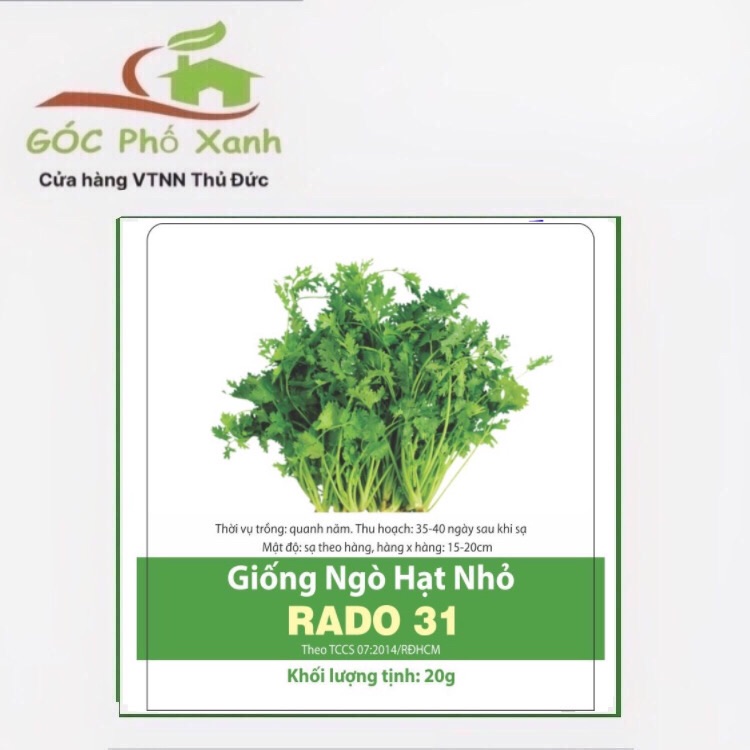 GÓC Phố Xanh
Cửa hàng VTNN Thủ Đức
Thời vụ trồng: quanh năm. Thu hoạch: 35-40 ngày sau khi sạ
Mật độ: sạ theo hàng, hàng x hàng: 15-20cm
Giống Ngò Hạt Nhỏ
RADO 31
Theo TCCS 07:2014/RĐHCM
Khối lượng tịnh: 20g